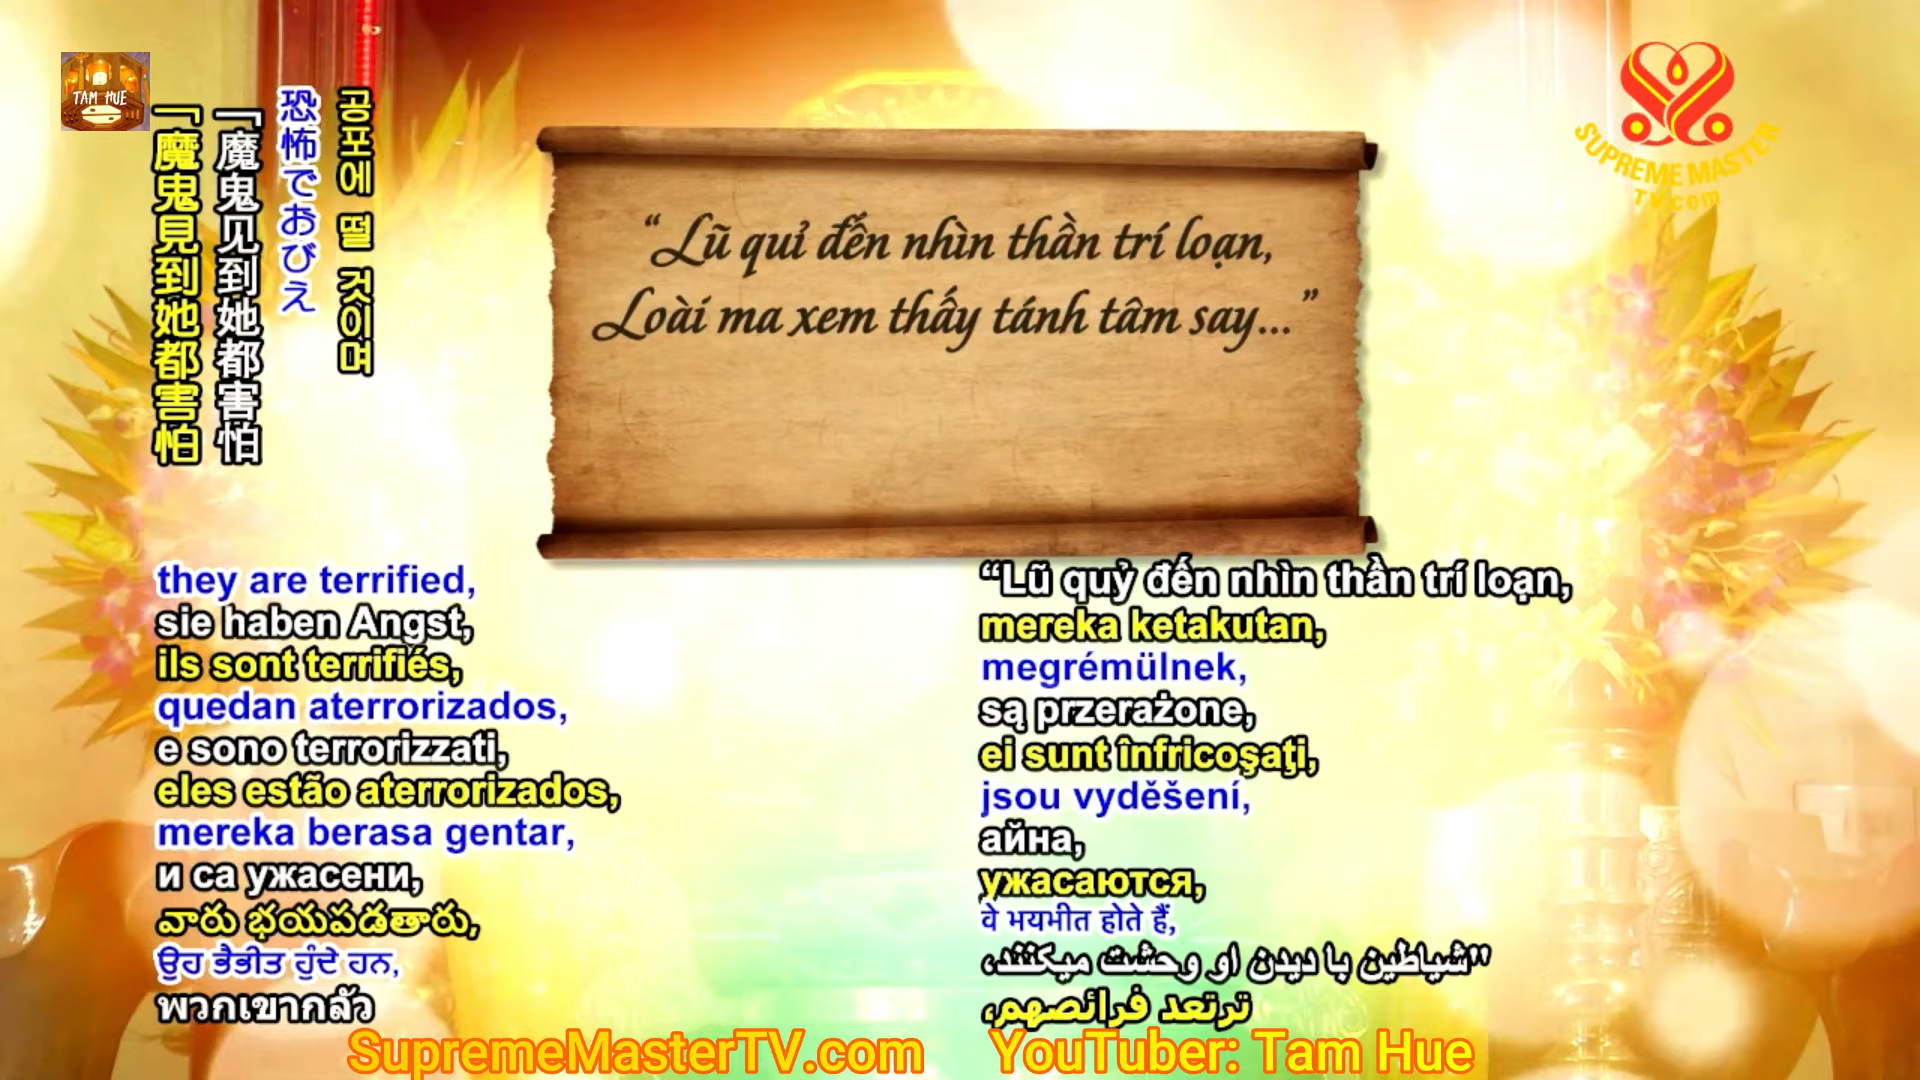 TAM HUE
SUPREME MASTER
TV.com
공포에 떨 것이며
恐怖でおびえ
「魔鬼见到她都害怕
「魔鬼見到她都害怕
“Lũ quỉ đến nhìn thần trí loạn,
Loài ma xem thấy tánh tâm say...”
they are terrified,
sie haben Angst,
ils sont terrifiés,
quedan aterrorizados,
e sono terrorizzati,
eles estão aterrorizados,
mereka berasa gentar,
и са ужасени,
వారు భయపడతారు,
ਉਹ ਭੈਭੀਤ ਹੁੰਦੇ ਹਨ,
พวกเขากลัว
“Lũ quỷ đến nhìn thần trí loạn,
mereka ketakutan,
megrémülnek,
są przerażone,
ei sunt înfricoşaţi,
jsou vyděšení,
айна,
ужасаются,
वे भयभीत होते हैं,
"شیاطین با دیدن او وحشت میکنند،
ترتعد فرائصهم،
SupremeMasterTV.com YouTuber: Tam Hue